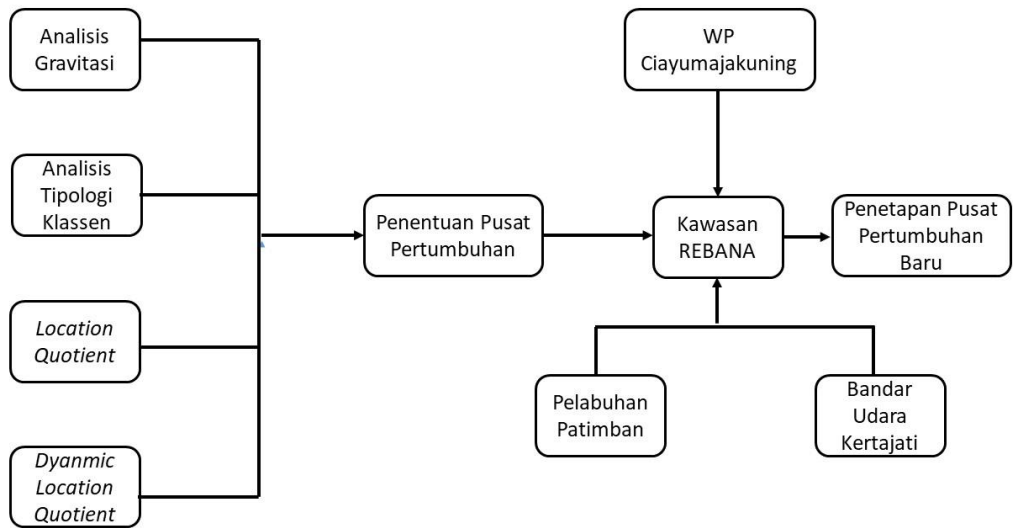 Analisis
Gravitasi
WP
Ciayumajakuning
Analisis
Tipologi
Klassen
Penentuan Pusat
Pertumbuhan
Kawasan
REBANA
Penetapan Pusat
Pertumbuhan
Baru
Location
Quotient
Pelabuhan
Patimban
Bandar
Udara
Kertajati
Dyanmic
Location
Quotient